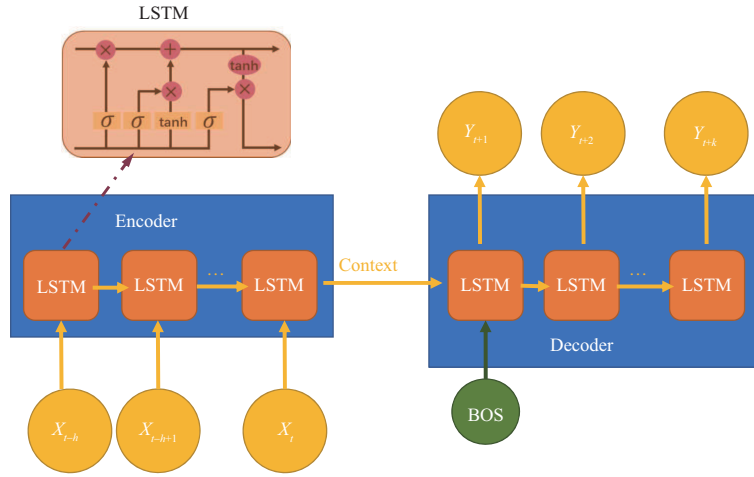 LSTM
×
+
tanh
×
×
σ
σ
tanh
σ
Y_{t+1}
Y_{t+2}
Y_{t+k}
Encoder
LSTM
LSTM
...
LSTM
Context
LSTM
LSTM
...
LSTM
Decoder
X_{t-h}
X_{t-h+1}
X_t
BOS